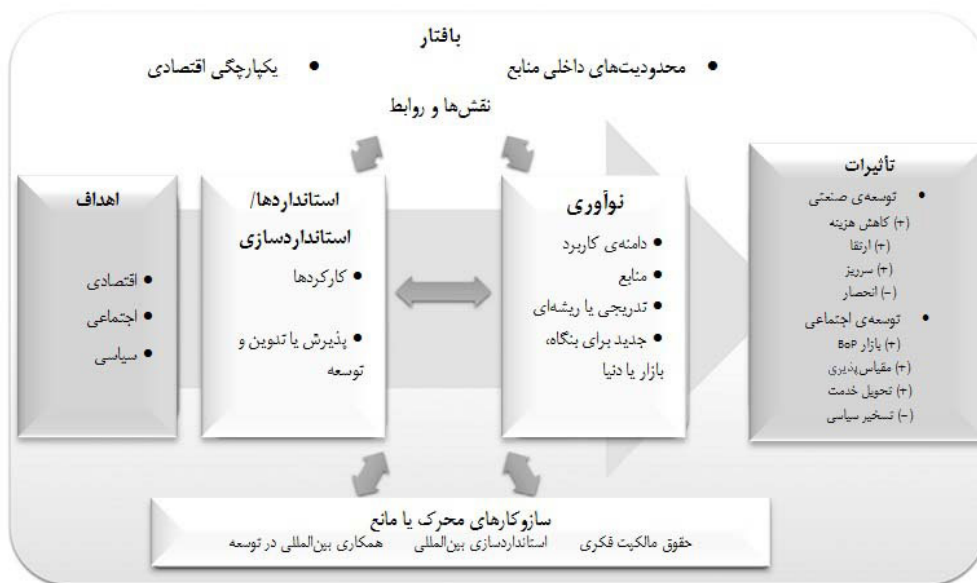 بافتار
• محدودیت‌های داخلی منابع
• یکپارچگی اقتصادی
نقش‌ها و روابط
اهداف
• اقتصادی
• اجتماعی
• سیاسی
استانداردها/
استانداردسازی
• کارکردها
• پذیرش یا تدوین و
توسعه
نوآوری
• دامنه‌ی کاربرد
• منابع
• تدریجی یا ریشه‌ای
• جدید برای بنگاه،
بازار یا دنیا
تأثیرات
• توسعه‌ی صنعتی
(+) کاهش هزینه
(+) ارتقا
(+) سرریز
(-) انحصار
• توسعه‌ی اجتماعی
(+) بازار BoP
(+) مقیاس‌پذیری
(+) تحویل خدمت
(-) تسخیر سیاسی
سازوکارهای محرک یا مانع
حقوق مالکیت فکری استانداردسازی بین‌المللی همکاری بین‌المللی در توسعه